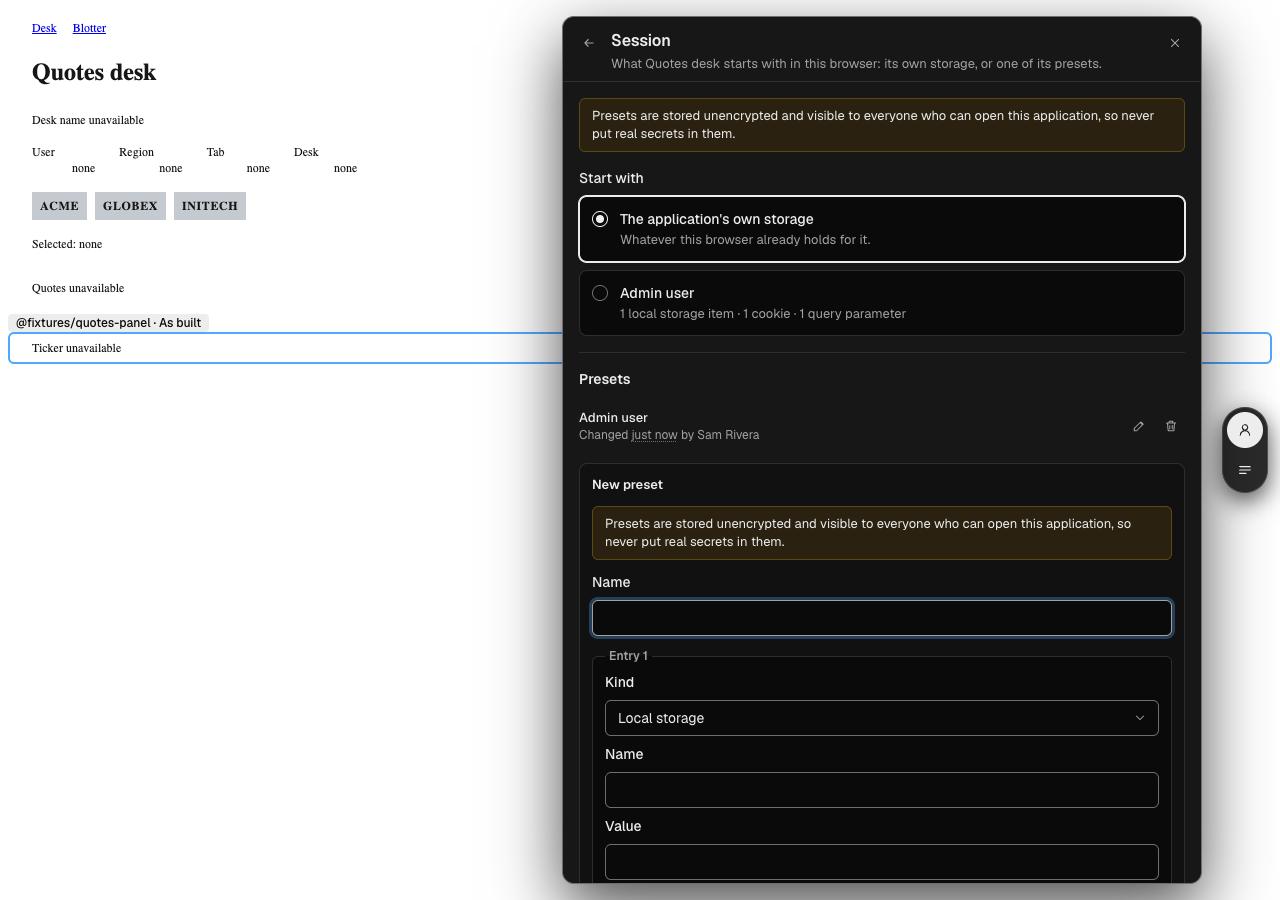 Desk Blotter
Quotes desk
Desk name unavailable
User Region Tab Desk
none none none none
ACME GLOBEX INITECH
Selected: none
Quotes unavailable
@fixtures/quotes-panel · As built
Ticker unavailable
Session
What Quotes desk starts with in this browser: its own storage, or one of its presets.
Presets are stored unencrypted and visible to everyone who can open this application, so never
put real secrets in them.
Start with
The application's own storage
Whatever this browser already holds for it.
Admin user
1 local storage item · 1 cookie · 1 query parameter
Presets
Admin user
Changed just now by Sam Rivera
New preset
Presets are stored unencrypted and visible to everyone who can open this application, so
never put real secrets in them.
Name
Entry 1
Kind
Local storage
Name
Value